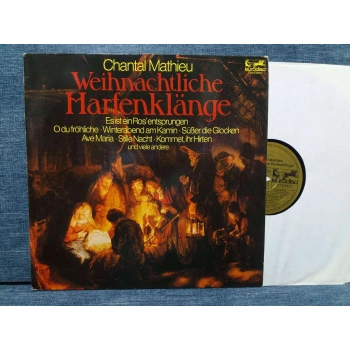 Chantal Mathieu
eurodisc
Weihnachtliche
Harfenklänge
Es ist ein Ros' entsprungen
O du fröhliche · Winterabend am Kamin · Süßer die Glocken
Ave Maria · Stille Nacht · Kommet, ihr Hirten
und viele andere